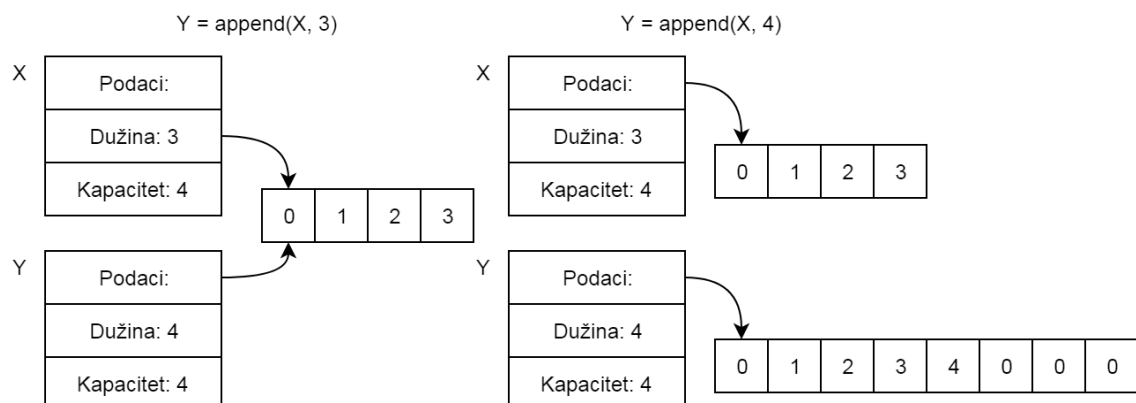 Y = append(X, 3)
X
Podaci:
Dužina: 3
Kapacitet: 4
0 1 2 3
Y
Podaci:
Dužina: 4
Kapacitet: 4
Y = append(X, 4)
X
Podaci:
Dužina: 3
Kapacitet: 4
0 1 2 3
Y
Podaci:
Dužina: 4
Kapacitet: 4
0 1 2 3 4 0 0 0